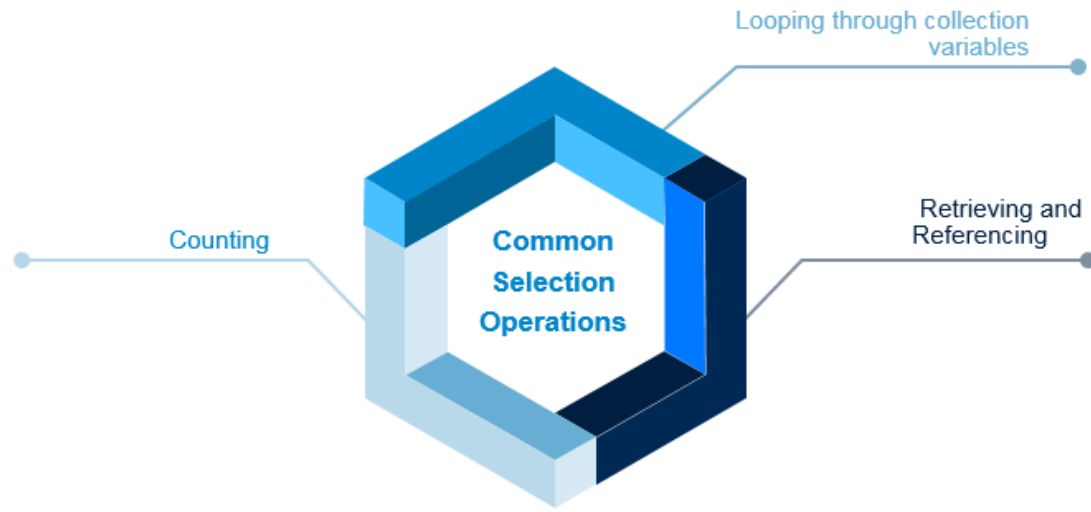 Looping through collection
variables
Retrieving and
Referencing
Counting
Common
Selection
Operations